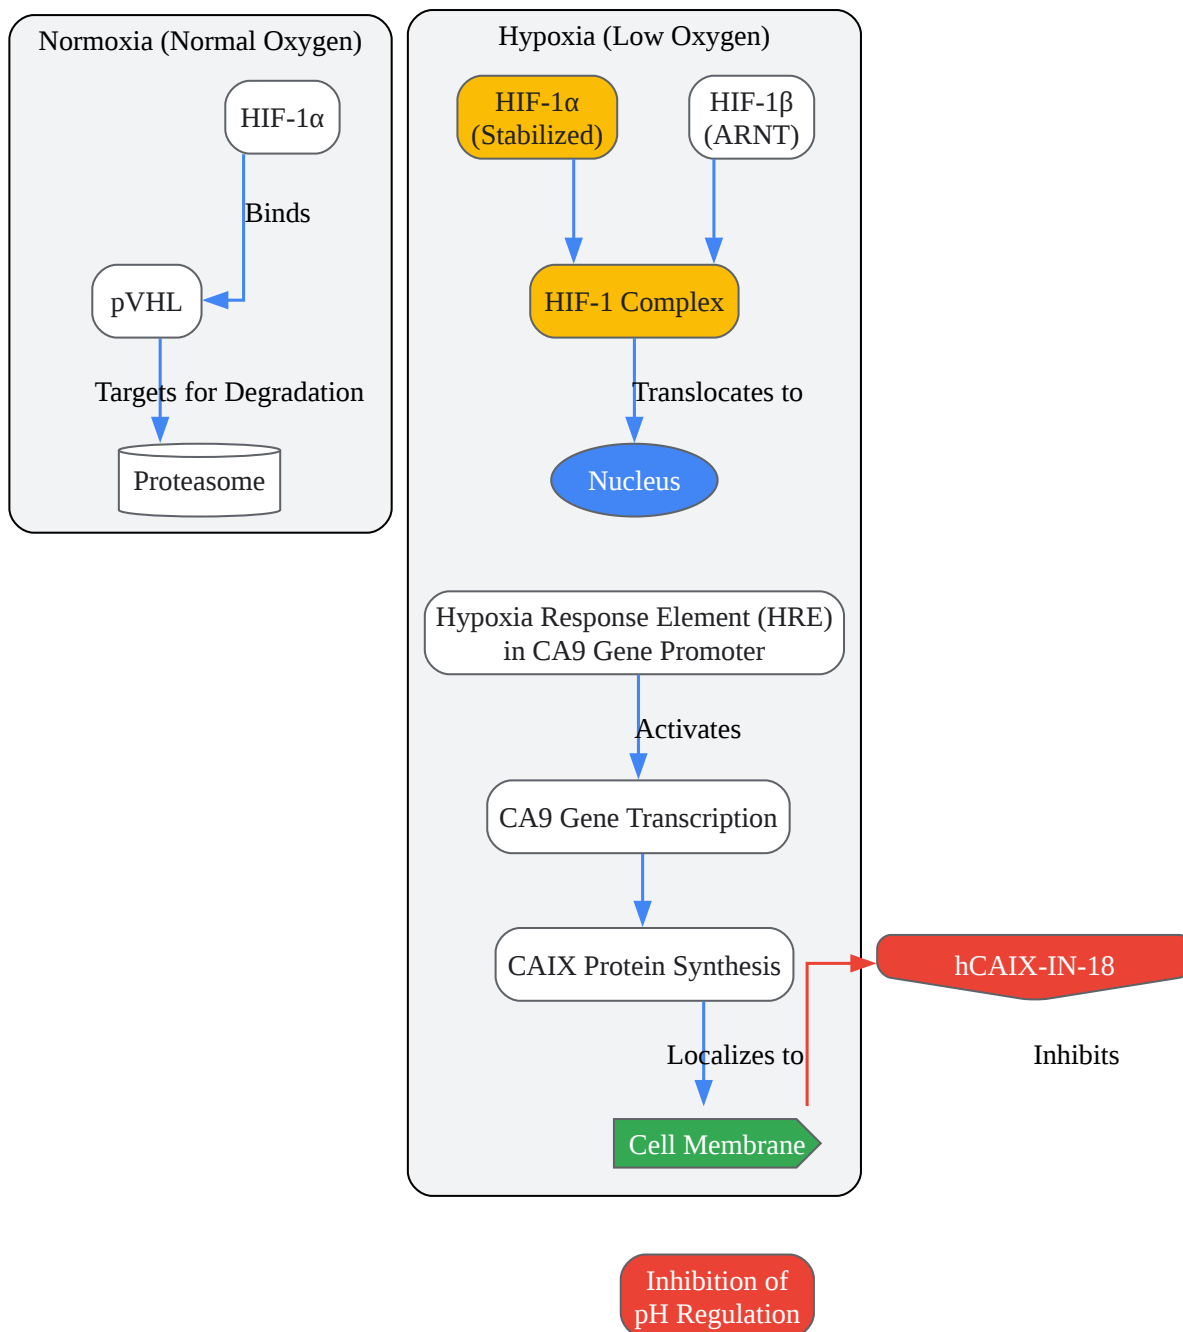 Normoxia (Normal Oxygen)
HIF-1α
Binds
pVHL
Targets for Degradation
Proteasome
Hypoxia (Low Oxygen)
HIF-1α
(Stabilized)
HIF-1β
(ARNT)
HIF-1 Complex
Translocates to
Nucleus
Hypoxia Response Element (HRE)
in CA9 Gene Promoter
Activates
CA9 Gene Transcription
CAIX Protein Synthesis
Localizes to
Cell Membrane
hCAIX-IN-18
Inhibits
Inhibition of
pH Regulation